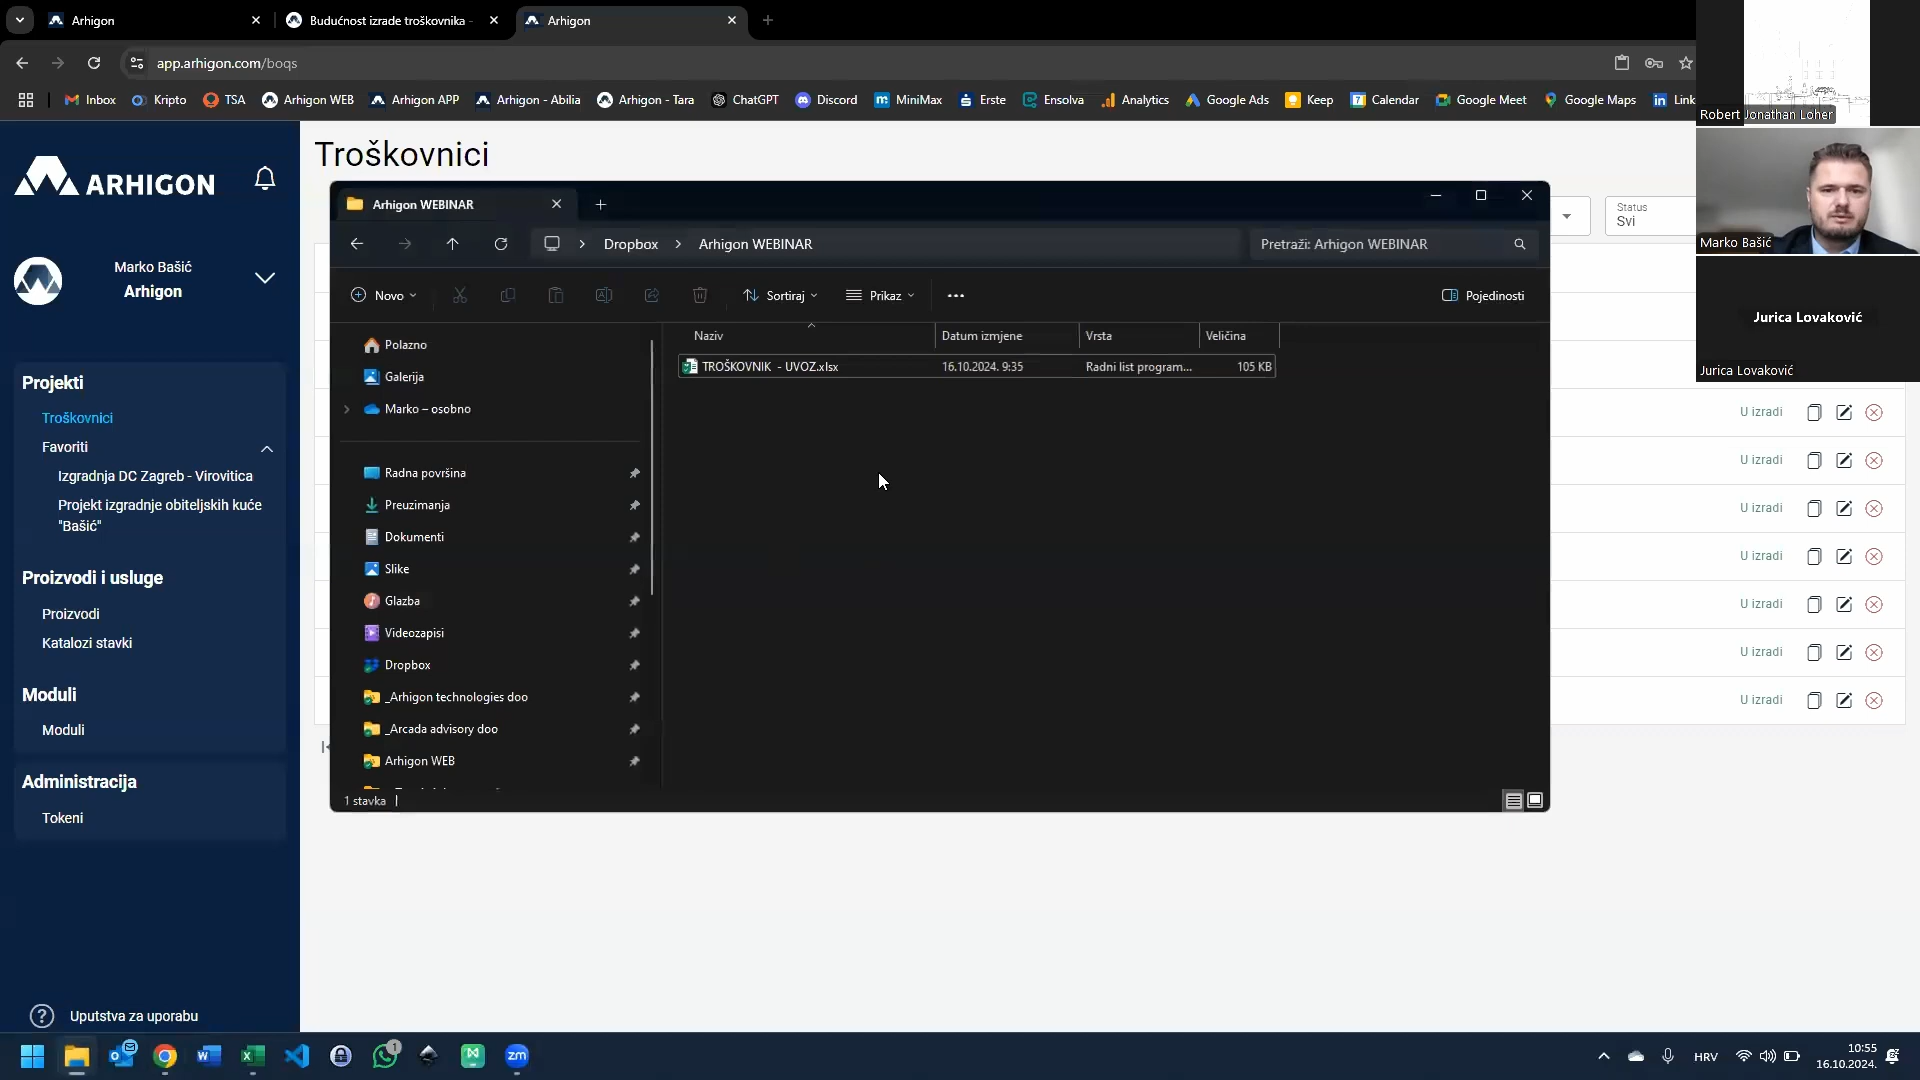 Arhigon
Budućnost izrade troškovnika -
Arhigon
app.arhigon.com/boqs
Inbox
Kripto
TSA
Arhigon WEB
Arhigon APP
Arhigon - Abilia
Arhigon - Tara
ChatGPT
Discord
MiniMax
Erste
Ensolva
Analytics
Google Ads
Keep
Calendar
Google Meet
Google Maps
Link
Robert Jonathan Loher
Marko Bašić
Jurica Lovaković
Jurica Lovaković
ARHIGON
Marko Bašić
Arhigon
Projekti
Troškovnici
Favoriti
Izgradnja DC Zagreb - Virovitica
Projekt izgradnje obiteljskih kuće
"Bašić"
Proizvodi i usluge
Proizvodi
Katalozi stavki
Moduli
Moduli
Administracija
Tokeni
Uputstva za uporabu
Troškovnici
Status
Svi
U izradi
U izradi
U izradi
U izradi
U izradi
U izradi
U izradi
Arhigon WEBINAR
Dropbox
Arhigon WEBINAR
Pretraži: Arhigon WEBINAR
Novo
Sortiraj
Prikaz
Pojedinosti
Polazno
Galerija
Marko – osobno
Radna površina
Preuzimanja
Dokumenti
Slike
Glazba
Videozapisi
Dropbox
_Arhigon technologies doo
_Arcada advisory doo
Arhigon WEB
Naziv
Datum izmjene
Vrsta
Veličina
TROŠKOVNIK - UVOZ.xlsx
16.10.2024. 9:35
Radni list program...
105 KB
1 stavka
1
zm
HRV
10:55
16.10.2024.